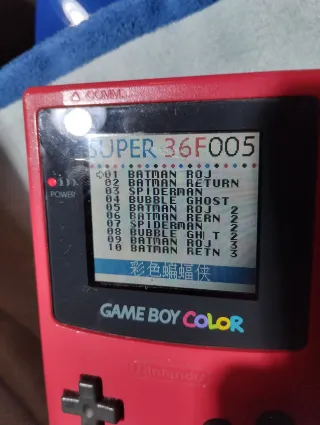 COMM.
SUPER 36F005
01 BATMAN ROJ
02 BATMAN RETURN
03 SPIDERMAN
04 BUBBLE GHOST
05 BATMAN ROJ 2
06 BATMAN RERN 2
07 SPIDERMAN 2
08 BUBBLE GHT 2
09 BATMAN ROJ 3
10 BATMAN RETN 3
彩色蝙蝠侠
POWER
GAME BOY COLOR
Nintendo